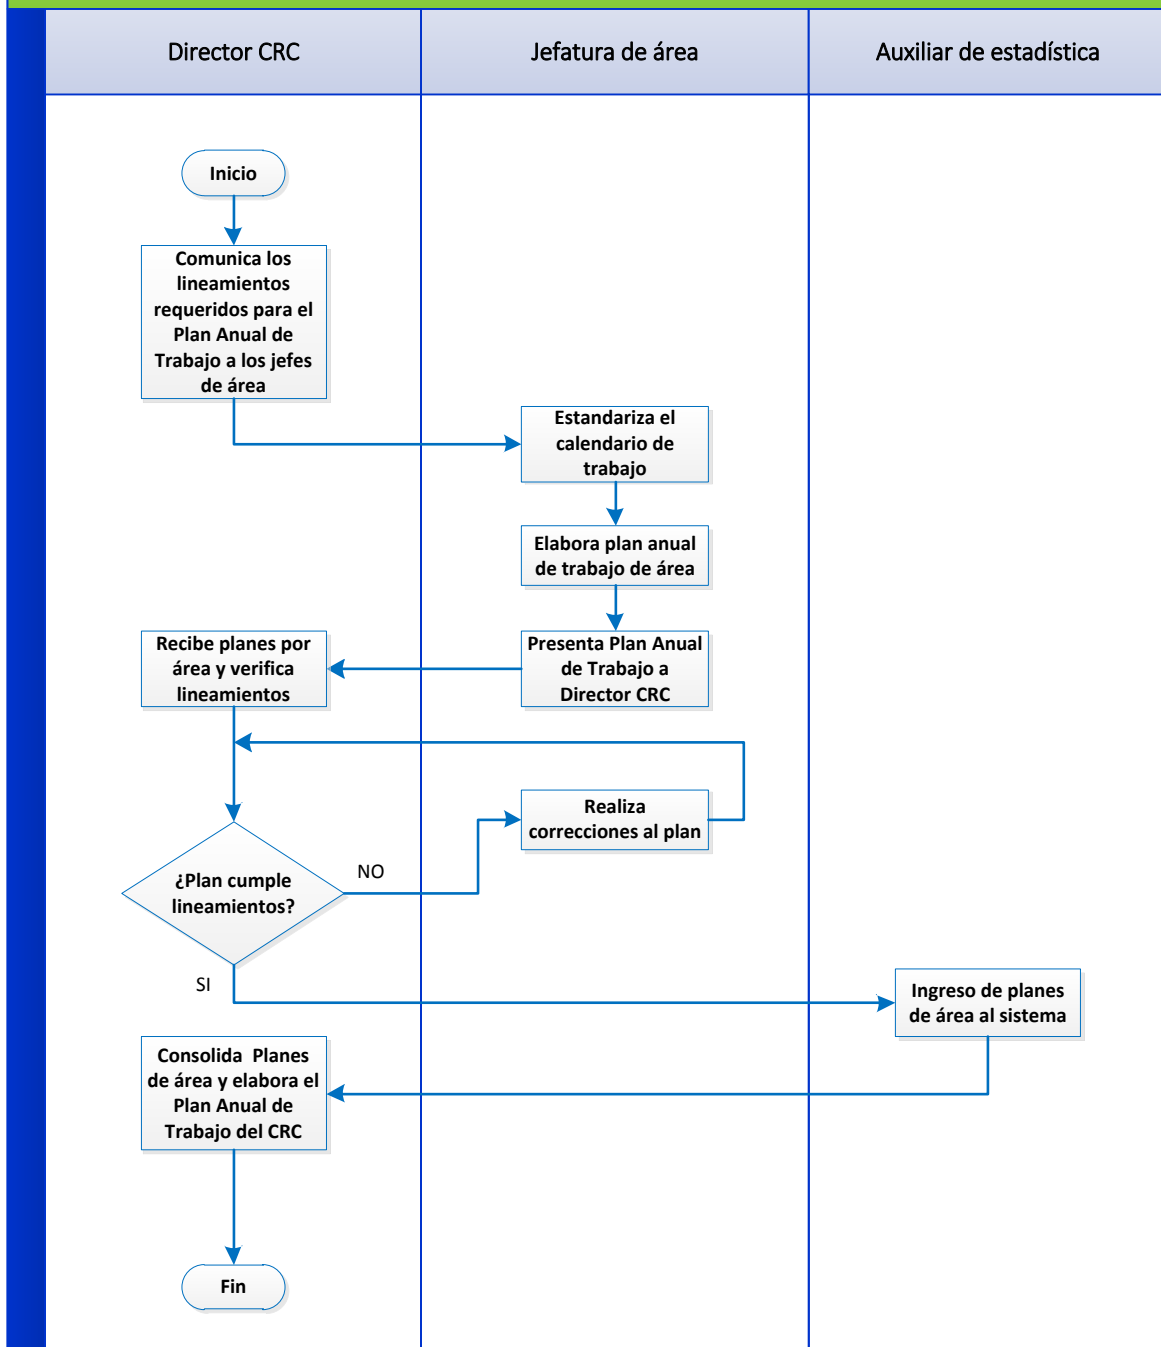 Director CRC
Jefatura de área
Auxiliar de estadística
Inicio
Comunica los
lineamientos
requeridos para el
Plan Anual de
Trabajo a los jefes
de área
Estandariza el
calendario de
trabajo
Elabora plan anual
de trabajo de área
Presenta Plan Anual
de Trabajo a
Director CRC
Recibe planes por
área y verifica
lineamientos
Realiza
correcciones al plan
¿Plan cumple
lineamientos?
NO
SI
Ingreso de planes
de área al sistema
Consolida Planes
de área y elabora el
Plan Anual de
Trabajo del CRC
Fin